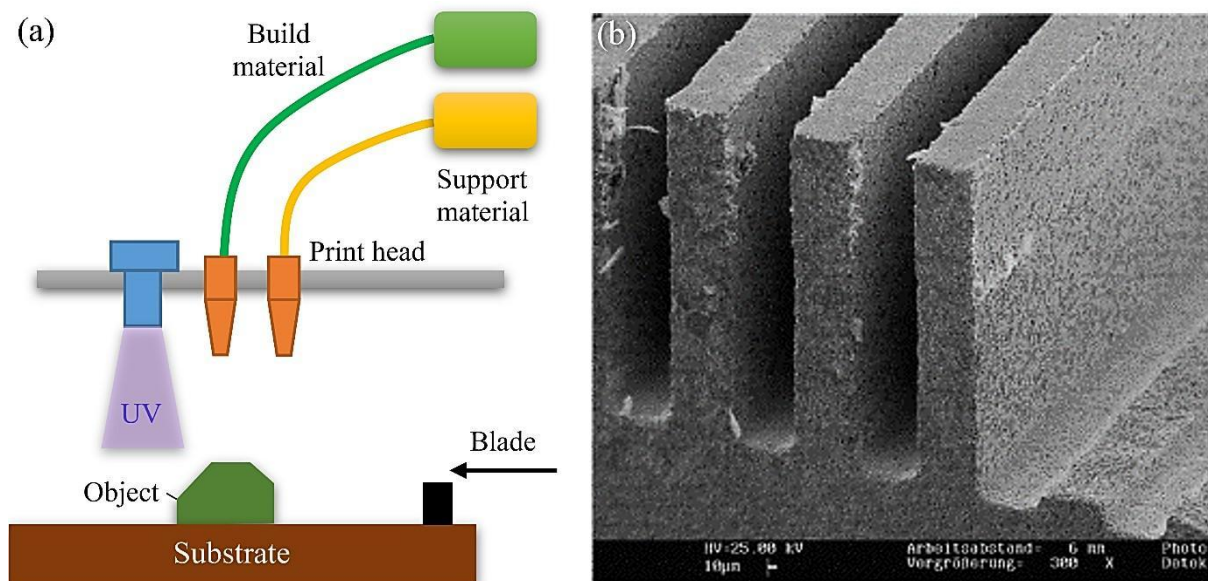 (a)
Build
material
Support
material
Print head
UV
Object
Blade
Substrate
(b)
HV=25.00 kV
10µm
Arbeitsabstand= 6 mm
Vergrößerung= 300 X
Photo
Detek